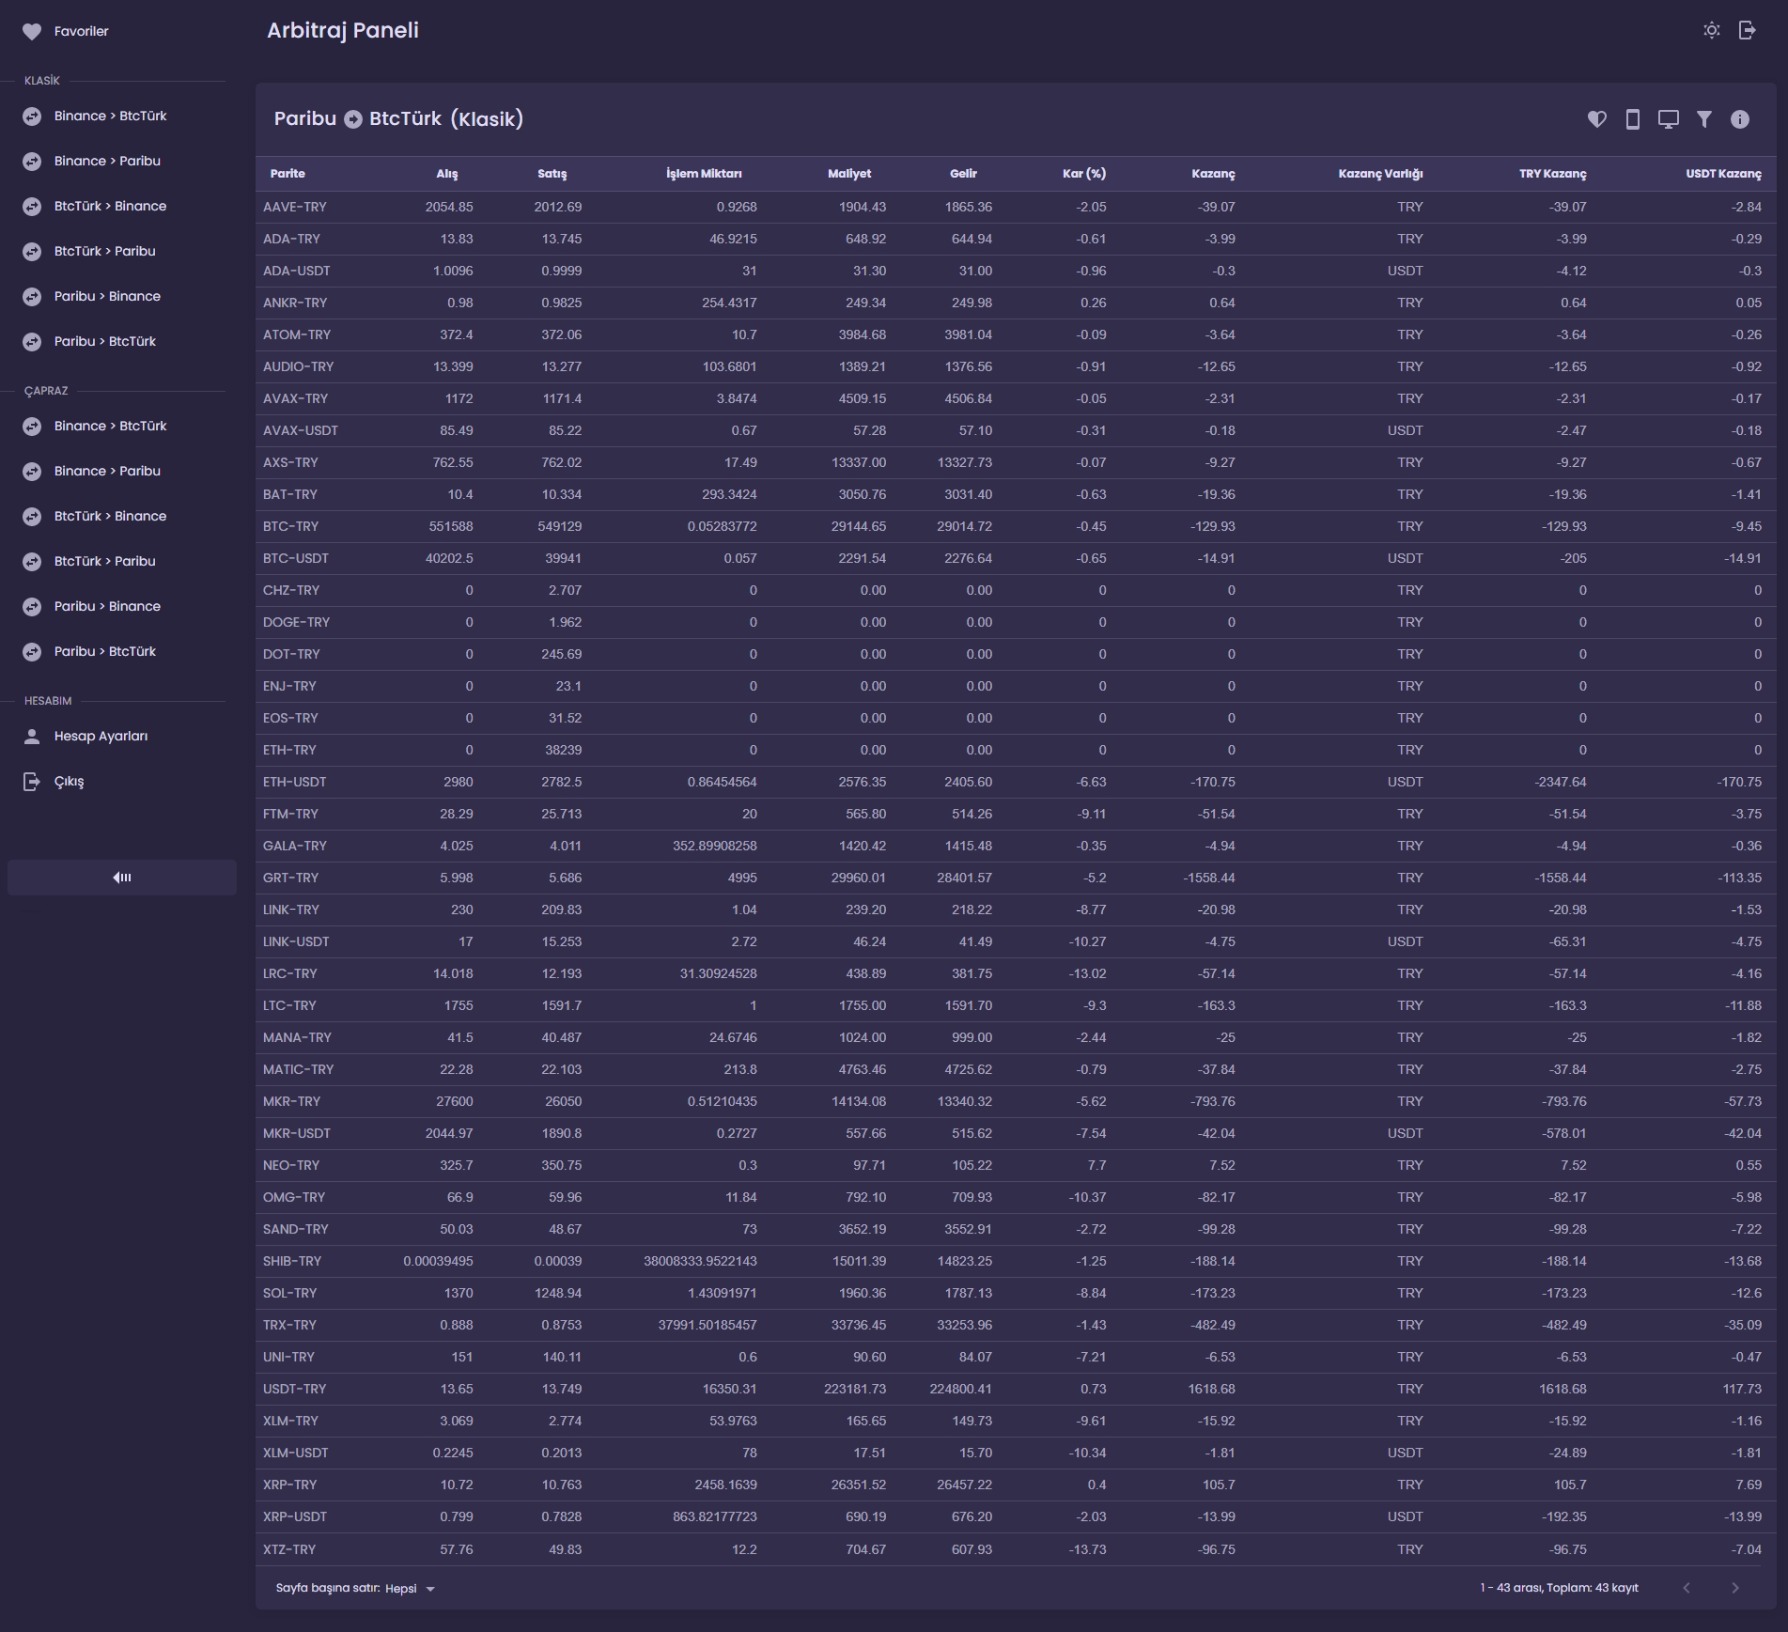 Favoriler
KLASİK
Binance > BtcTürk
Binance > Paribu
BtcTürk > Binance
BtcTürk > Paribu
Paribu > Binance
Paribu > BtcTürk
ÇAPRAZ
Binance > BtcTürk
Binance > Paribu
BtcTürk > Binance
BtcTürk > Paribu
Paribu > Binance
Paribu > BtcTürk
HESABIM
Hesap Ayarları
Çıkış
Arbitraj Paneli
Paribu BtcTürk (Klasik)
Parite Alış Satış İşlem Miktarı Maliyet Gelir Kar (%) Kazanç Kazanç Varlığı TRY Kazanç USDT Kazanç
AAVE-TRY 2054.85 2012.69 0.9268 1904.43 1865.36 -2.05 -39.07 TRY -39.07 -2.84
ADA-TRY 13.83 13.745 46.9215 648.92 644.94 -0.61 -3.99 TRY -3.99 -0.29
ADA-USDT 1.0096 0.9999 31 31.30 31.00 -0.96 -0.3 USDT -4.12 -0.3
ANKR-TRY 0.98 0.9825 254.4317 249.34 249.98 0.26 0.64 TRY 0.64 0.05
ATOM-TRY 372.4 372.06 10.7 3984.68 3981.04 -0.09 -3.64 TRY -3.64 -0.26
AUDIO-TRY 13.399 13.277 103.6801 1389.21 1376.56 -0.91 -12.65 TRY -12.65 -0.92
AVAX-TRY 1172 1171.4 3.8474 4509.15 4506.84 -0.05 -2.31 TRY -2.31 -0.17
AVAX-USDT 85.49 85.22 0.67 57.28 57.10 -0.31 -0.18 USDT -2.47 -0.18
AXS-TRY 762.55 762.02 17.49 13337.00 13327.73 -0.07 -9.27 TRY -9.27 -0.67
BAT-TRY 10.4 10.334 293.3424 3050.76 3031.40 -0.63 -19.36 TRY -19.36 -1.41
BTC-TRY 551588 549129 0.05283772 29144.65 29014.72 -0.45 -129.93 TRY -129.93 -9.45
BTC-USDT 40202.5 39941 0.057 2291.54 2276.64 -0.65 -14.91 USDT -205 -14.91
CHZ-TRY 0 2.707 0 0.00 0.00 0 0 TRY 0 0
DOGE-TRY 0 1.962 0 0.00 0.00 0 0 TRY 0 0
DOT-TRY 0 245.69 0 0.00 0.00 0 0 TRY 0 0
ENJ-TRY 0 23.1 0 0.00 0.00 0 0 TRY 0 0
EOS-TRY 0 31.52 0 0.00 0.00 0 0 TRY 0 0
ETH-TRY 0 38239 0 0.00 0.00 0 0 TRY 0 0
ETH-USDT 2980 2782.5 0.86454564 2576.35 2405.60 -6.63 -170.75 USDT -2347.64 -170.75
FTM-TRY 28.29 25.713 20 565.80 514.26 -9.11 -51.54 TRY -51.54 -3.75
GALA-TRY 4.025 4.011 352.89908258 1420.42 1415.48 -0.35 -4.94 TRY -4.94 -0.36
GRT-TRY 5.998 5.686 4995 29960.01 28401.57 -5.2 -1558.44 TRY -1558.44 -113.35
LINK-TRY 230 209.83 1.04 239.20 218.22 -8.77 -20.98 TRY -20.98 -1.53
LINK-USDT 17 15.253 2.72 46.24 41.49 -10.27 -4.75 USDT -65.31 -4.75
LRC-TRY 14.018 12.193 31.30924528 438.89 381.75 -13.02 -57.14 TRY -57.14 -4.16
LTC-TRY 1755 1591.7 1 1755.00 1591.70 -9.3 -163.3 TRY -163.3 -11.88
MANA-TRY 41.5 40.487 24.6746 1024.00 999.00 -2.44 -25 TRY -25 -1.82
MATIC-TRY 22.28 22.103 213.8 4763.46 4725.62 -0.79 -37.84 TRY -37.84 -2.75
MKR-TRY 27600 26050 0.51210435 14134.08 13340.32 -5.62 -793.76 TRY -793.76 -57.73
MKR-USDT 2044.97 1890.8 0.2727 557.66 515.62 -7.54 -42.04 USDT -578.01 -42.04
NEO-TRY 325.7 350.75 0.3 97.71 105.22 7.7 7.52 TRY 7.52 0.55
OMG-TRY 66.9 59.96 11.84 792.10 709.93 -10.37 -82.17 TRY -82.17 -5.98
SAND-TRY 50.03 48.67 73 3652.19 3552.91 -2.72 -99.28 TRY -99.28 -7.22
SHIB-TRY 0.00039495 0.00039 38008333.9522143 15011.39 14823.25 -1.25 -188.14 TRY -188.14 -13.68
SOL-TRY 1370 1248.94 1.43091971 1960.36 1787.13 -8.84 -173.23 TRY -173.23 -12.6
TRX-TRY 0.888 0.8753 37991.50185457 33736.45 33253.96 -1.43 -482.49 TRY -482.49 -35.09
UNI-TRY 151 140.11 0.6 90.60 84.07 -7.21 -6.53 TRY -6.53 -0.47
USDT-TRY 13.65 13.749 16350.31 223181.73 224800.41 0.73 1618.68 TRY 1618.68 117.73
XLM-TRY 3.069 2.774 53.9763 165.65 149.73 -9.61 -15.92 TRY -15.92 -1.16
XLM-USDT 0.2245 0.2013 78 17.51 15.70 -10.34 -1.81 USDT -24.89 -1.81
XRP-TRY 10.72 10.763 2458.1639 26351.52 26457.22 0.4 105.7 TRY 105.7 7.69
XRP-USDT 0.799 0.7828 863.82177723 690.19 676.20 -2.03 -13.99 USDT -192.35 -13.99
XTZ-TRY 57.76 49.83 12.2 704.67 607.93 -13.73 -96.75 TRY -96.75 -7.04
Sayfa başına satır: Hepsi
1 - 43 arası, Toplam: 43 kayıt